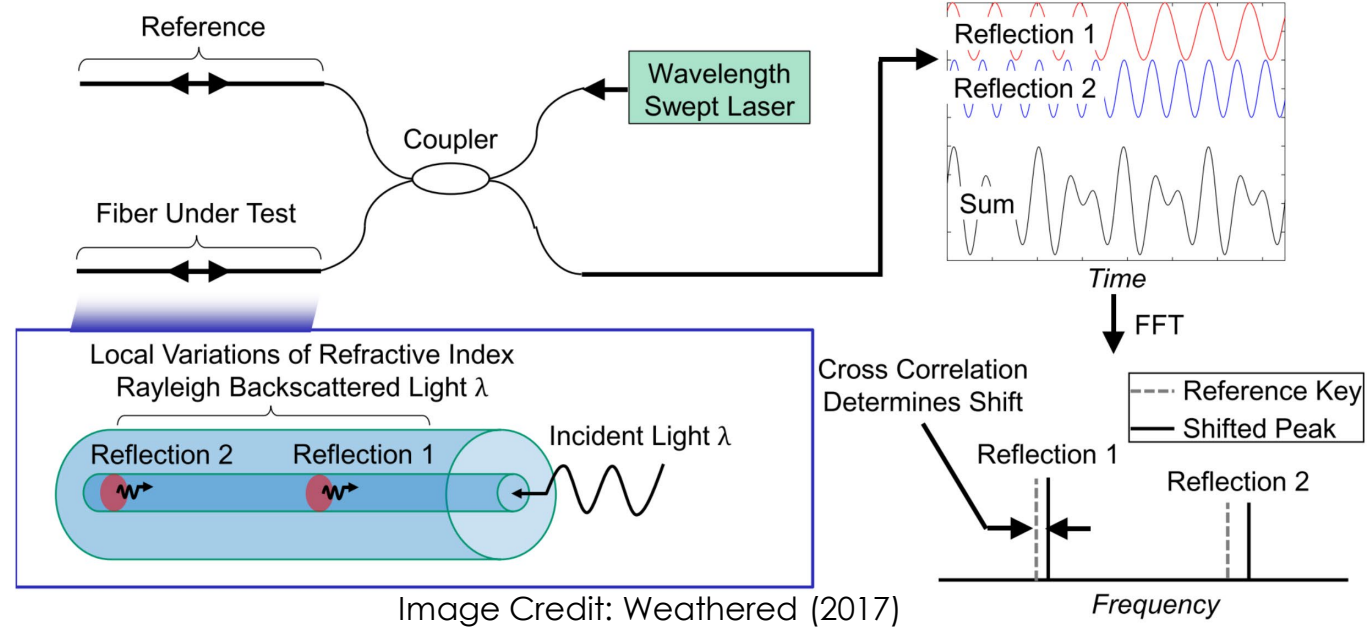 Reference
Wavelength
Swept Laser
Coupler
Fiber Under Test
Reflection 1
Reflection 2
Sum
Time
FFT
Local Variations of Refractive Index
Rayleigh Backscattered Light λ
Reflection 2
Reflection 1
Incident Light λ
Cross Correlation
Determines Shift
Reference Key
Shifted Peak
Reflection 1
Reflection 2
Frequency
Image Credit: Weathered (2017)